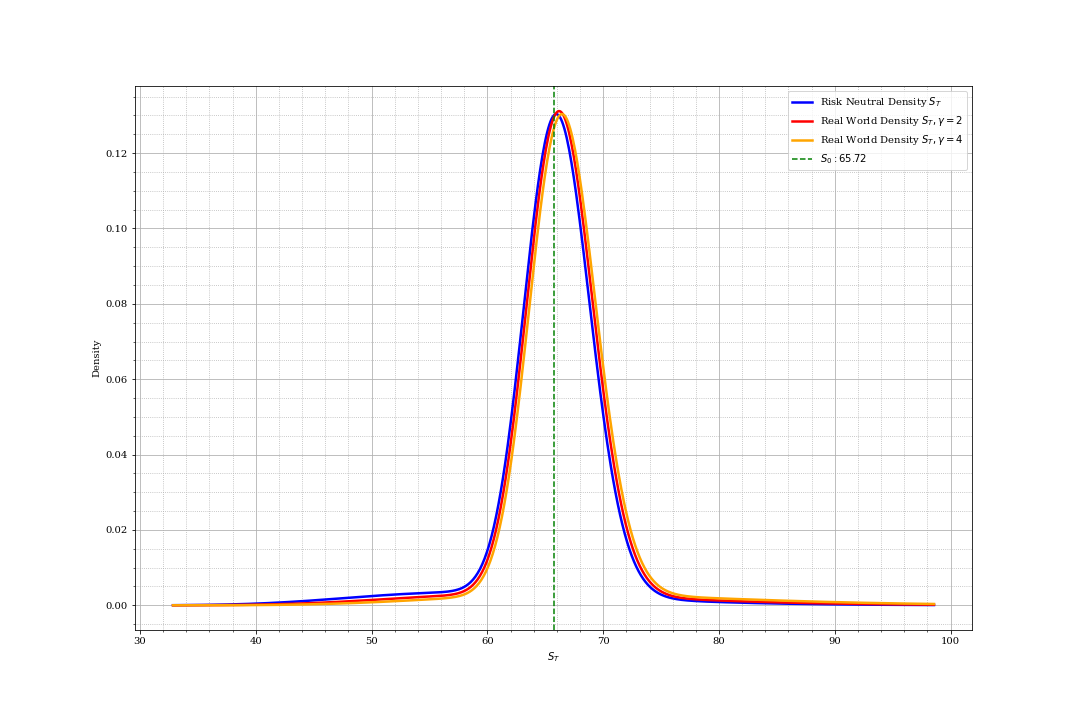 Risk Neutral Density S_T
Real World Density S_T, γ = 2
Real World Density S_T, γ = 4
S_0 : 65.72
Density
0.12
0.10
0.08
0.06
0.04
0.02
0.00
30 40 50 60 70 80 90 100
S_T